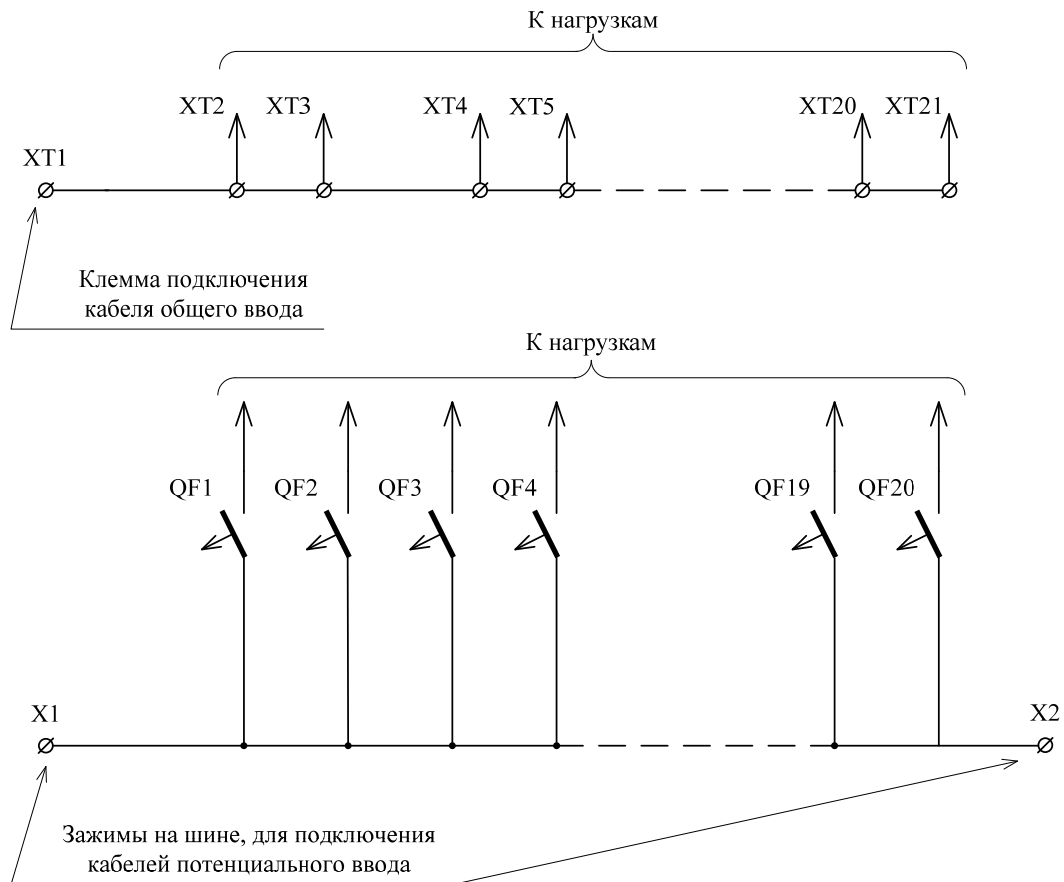 К нагрузкам
XT2 XT3 XT4 XT5 XT20 XT21
XT1
Клемма подключения
кабеля общего ввода
К нагрузкам
QF1 QF2 QF3 QF4 QF19 QF20
X1 X2
Зажимы на шине, для подключения
кабелей потенциального ввода